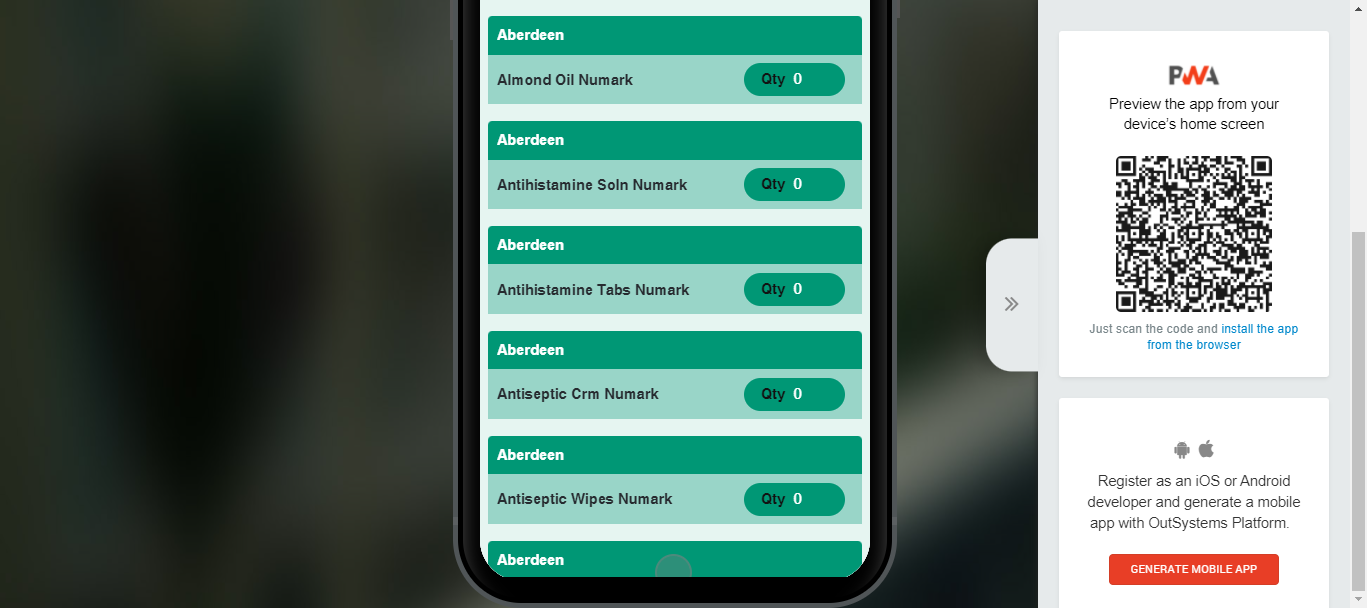 Aberdeen
Almond Oil Numark
Qty 0
Aberdeen
Antihistamine Soln Numark
Qty 0
Aberdeen
Antihistamine Tabs Numark
Qty 0
Aberdeen
Antiseptic Crm Numark
Qty 0
Aberdeen
Antiseptic Wipes Numark
Qty 0
Aberdeen
PWA
Preview the app from your
device's home screen
Just scan the code and install the app
from the browser
Register as an iOS or Android
developer and generate a mobile
app with OutSystems Platform.
GENERATE MOBILE APP